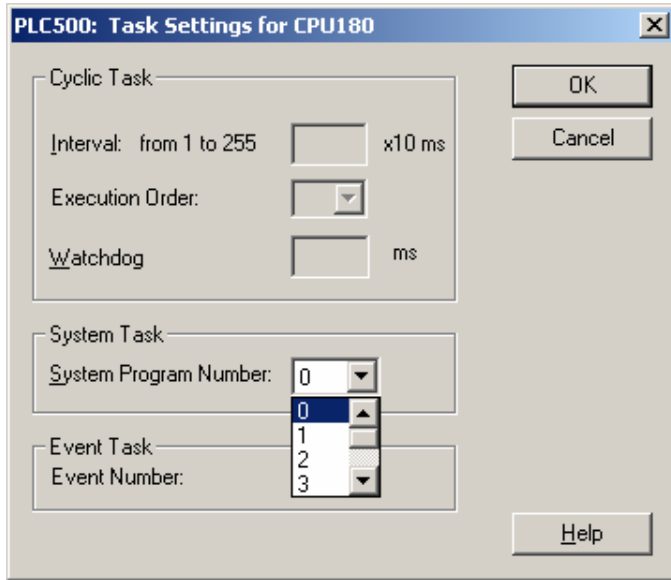 PLC500: Task Settings for CPU180
Cyclic Task
Interval: from 1 to 255 x10 ms
Execution Order:
Watchdog ms
System Task
System Program Number: 0
0
1
2
3
Event Task
Event Number:
OK
Cancel
Help